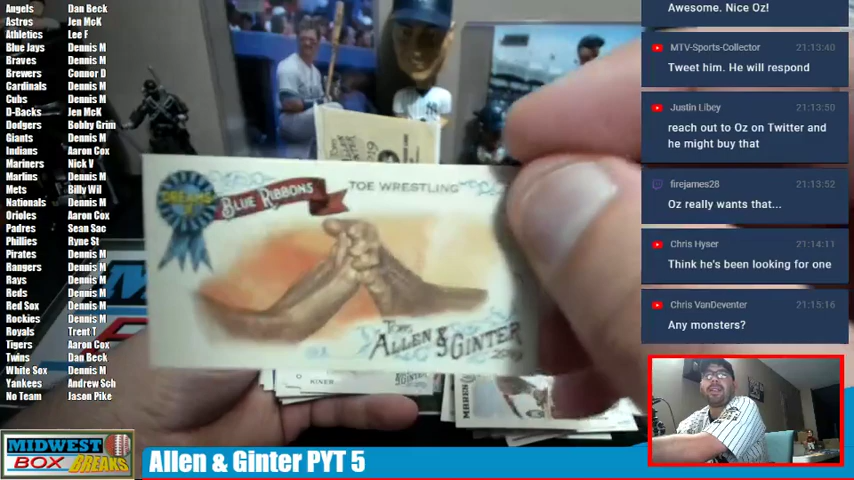 Angels Dan Beck
Astros Jen McK
Athletics Lee F
Blue Jays Dennis M
Braves Dennis M
Brewers Connor D
Cardinals Dennis M
Cubs Dennis M
D-Backs Jen McK
Dodgers Bobby Grim
Giants Dennis M
Indians Aaron Cox
Mariners Nick V
Marlins Dennis M
Mets Billy Wil
Nationals Dennis M
Orioles Aaron Cox
Padres Sean Sac
Phillies Ryne St
Pirates Dennis M
Rangers Dennis M
Rays Dennis M
Reds Dennis M
Red Sox Dennis M
Rockies Dennis M
Royals Trent T
Tigers Aaron Cox
Twins Dan Beck
White Sox Dennis M
Yankees Andrew Sch
No Team Jason Pike
MIDWEST
BOX BREAKS
Allen & Ginter PYT 5
2019
DREAMS
BLUE RIBBONS
TOE WRESTLING
Topps
ALLEN & GINTER
2019
KINER
Awesome. Nice Oz!
MTV-Sports-Collector 21:13:40
Tweet him. He will respond
Justin Libey 21:13:50
reach out to Oz on Twitter and
he might buy that
firejames28 21:13:52
Oz really wants that...
Chris Hyser 21:14:11
Think he's been looking for one
Chris VanDeventer 21:15:16
Any monsters?